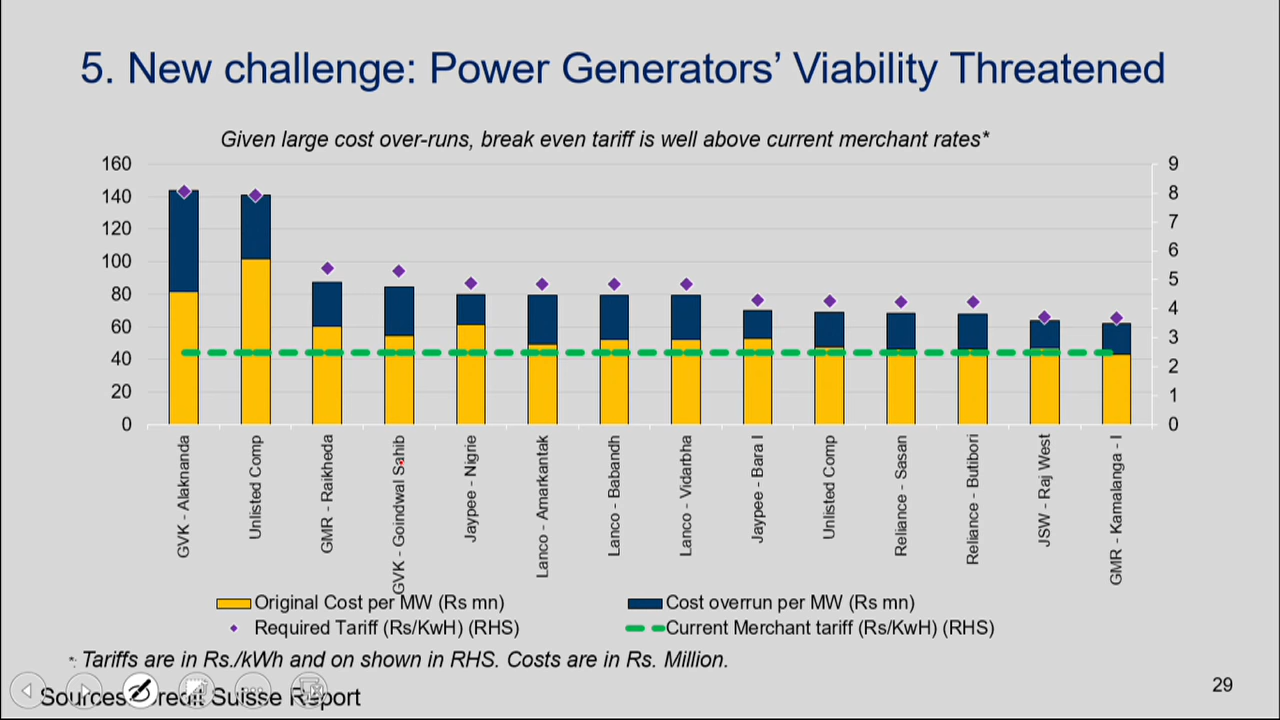 5. New challenge: Power Generators' Viability Threatened
Given large cost over-runs, break even tariff is well above current merchant rates*
160
140
120
100
80
60
40
20
0
9
8
7
6
5
4
3
2
1
0
GVK - Alaknanda
Unlisted Comp
GMR - Raikheda
GVK - Goindwal Sahib
Jaypee - Nigrie
Lanco - Amarkantak
Lanco - Babandh
Lanco - Vidarbha
Jaypee - Bara I
Unlisted Comp
Reliance - Sasan
Reliance - Butibori
JSW - Raj West
GMR - Kamalanga - I
Original Cost per MW (Rs mn)
Cost overrun per MW (Rs mn)
Required Tariff (Rs/KwH) (RHS)
Current Merchant tariff (Rs/KwH) (RHS)
*: Tariffs are in Rs./kWh and on shown in RHS. Costs are in Rs. Million.
Sources: Credit Suisse Report
29